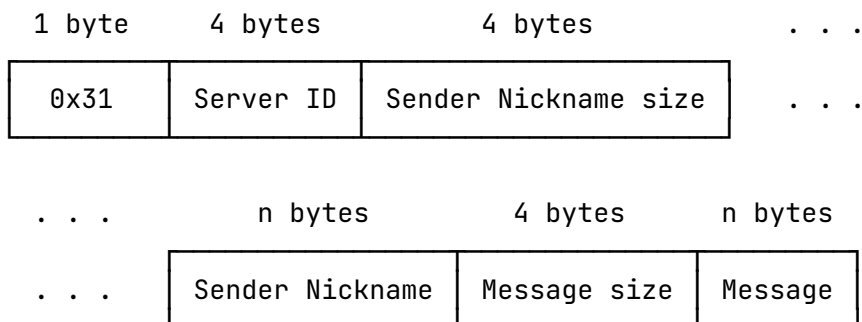 1 byte 4 bytes 4 bytes . . .
0x31 Server ID Sender Nickname size . . .
. . . n bytes 4 bytes n bytes
. . . Sender Nickname Message size Message